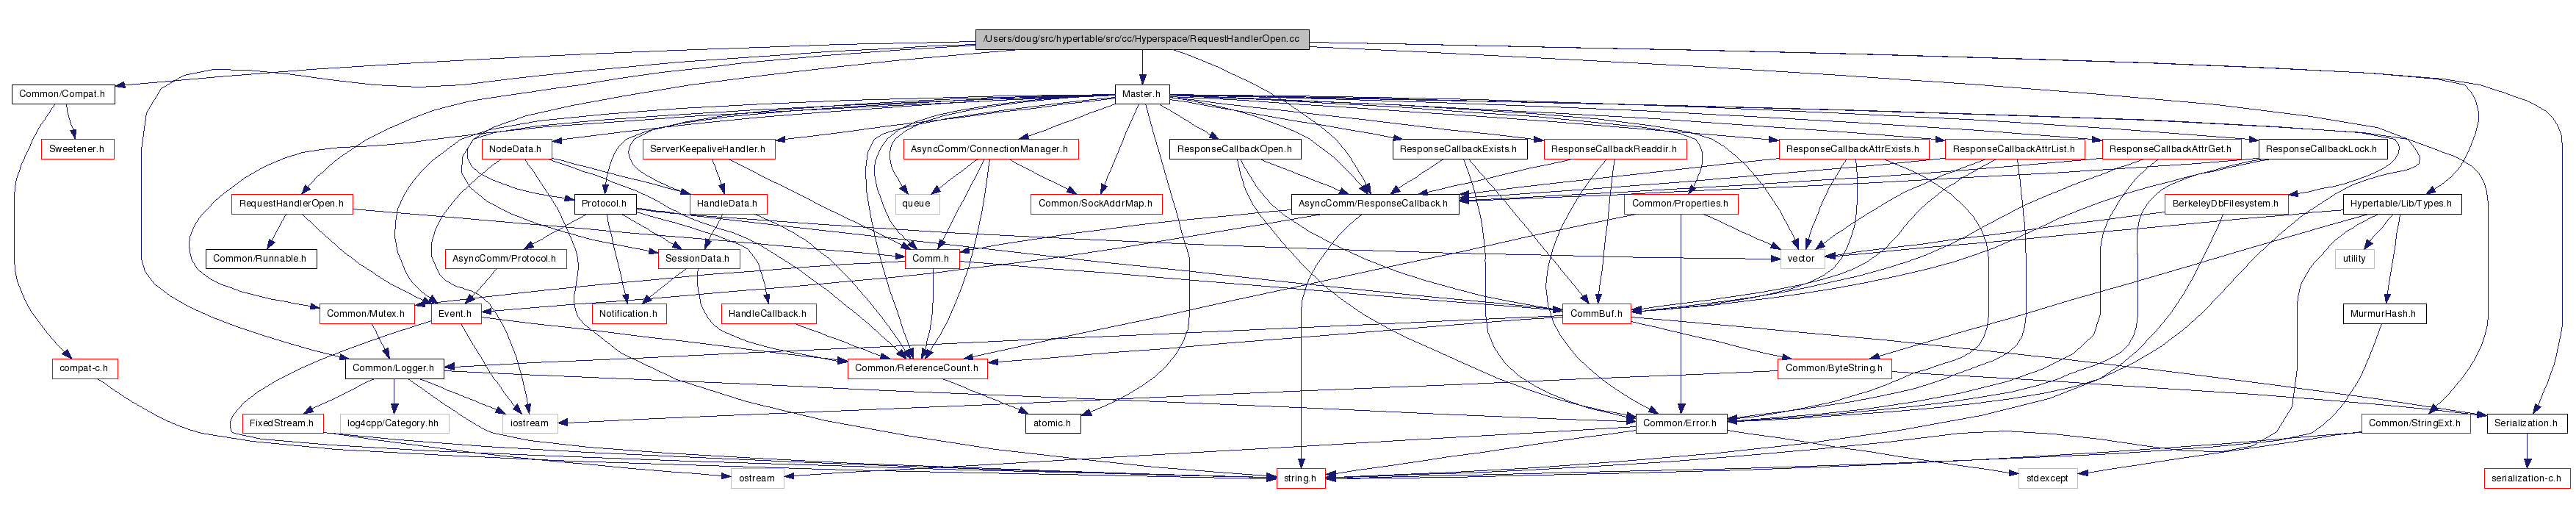 /Users/doug/src/hypertable/src/cc/Hyperspace/RequestHandlerOpen.cc
Common/Compat.h
Master.h
Sweetener.h
NodeData.h
ServerKeepaliveHandler.h
AsyncComm/ConnectionManager.h
ResponseCallbackOpen.h
ResponseCallbackExists.h
ResponseCallbackReaddir.h
ResponseCallbackAttrExists.h
ResponseCallbackAttrList.h
ResponseCallbackAttrGet.h
ResponseCallbackLock.h
RequestHandlerOpen.h
Protocol.h
HandleData.h
queue
Common/SockAddrMap.h
AsyncComm/ResponseCallback.h
Common/Properties.h
BerkeleyDbFilesystem.h
Hypertable/Lib/Types.h
Common/Runnable.h
AsyncComm/Protocol.h
SessionData.h
Comm.h
vector
utility
Common/Mutex.h
Event.h
Notification.h
HandleCallback.h
CommBuf.h
MurmurHash.h
compat-c.h
Common/Logger.h
Common/ReferenceCount.h
Common/ByteString.h
FixedStream.h
log4cpp/Category.hh
iostream
atomic.h
Common/Error.h
Common/StringExt.h
Serialization.h
ostream
string.h
stdexcept
serialization-c.h